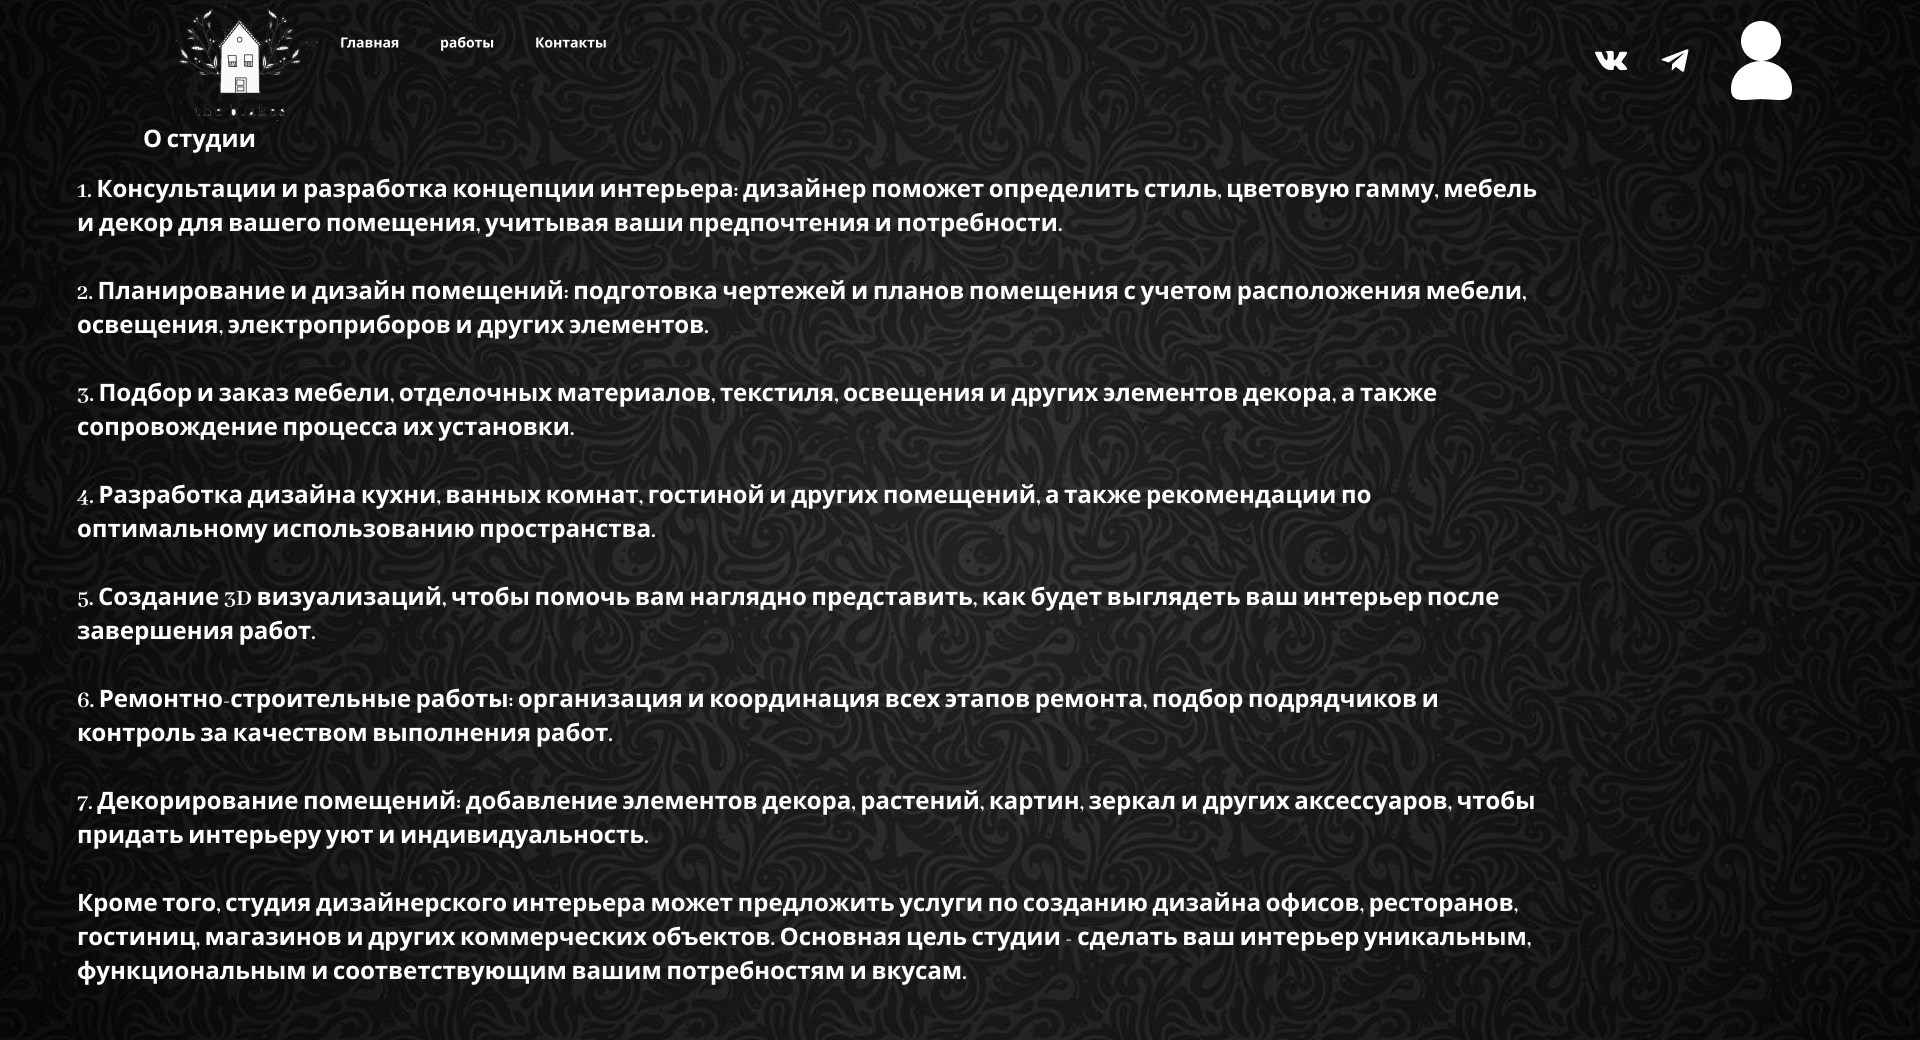 Главная работы Контакты
О студии
1. Консультации и разработка концепции интерьера: дизайнер поможет определить стиль, цветовую гамму, мебель
и декор для вашего помещения, учитывая ваши предпочтения и потребности.
2. Планирование и дизайн помещений: подготовка чертежей и планов помещения с учетом расположения мебели,
освещения, электроприборов и других элементов.
3. Подбор и заказ мебели, отделочных материалов, текстиля, освещения и других элементов декора, а также
сопровождение процесса их установки.
4. Разработка дизайна кухни, ванных комнат, гостиной и других помещений, а также рекомендации по
оптимальному использованию пространства.
5. Создание 3D визуализаций, чтобы помочь вам наглядно представить, как будет выглядеть ваш интерьер после
завершения работ.
6. Ремонтно-строительные работы: организация и координация всех этапов ремонта, подбор подрядчиков и
контроль за качеством выполнения работ.
7. Декорирование помещений: добавление элементов декора, растений, картин, зеркал и других аксессуаров, чтобы
придать интерьеру уют и индивидуальность.
Кроме того, студия дизайнерского интерьера может предложить услуги по созданию дизайна офисов, ресторанов,
гостиниц, магазинов и других коммерческих объектов. Основная цель студии - сделать ваш интерьер уникальным,
функциональным и соответствующим вашим потребностям и вкусам.